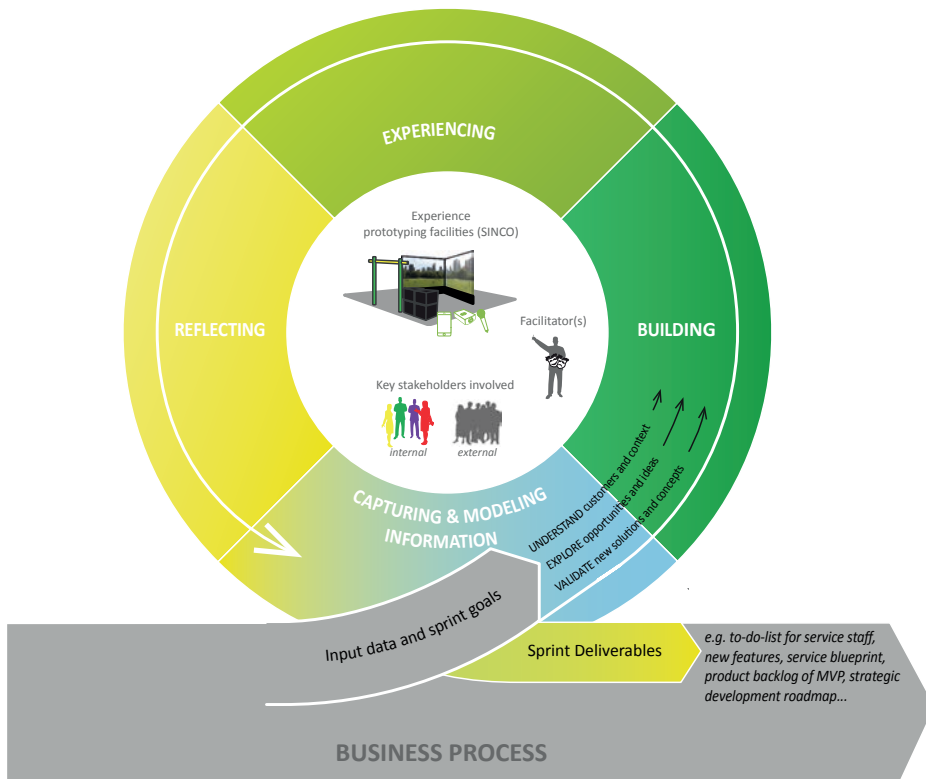 EXPERIENCING
Experience
prototyping facilities (SINCO)
Facilitator(s)
REFLECTING
BUILDING
Key stakeholders involved
internal
external
CAPTURING & MODELING
INFORMATION
UNDERSTAND customers and context
EXPLORE opportunities and ideas
VALIDATE new solutions and concepts
Input data and sprint goals
Sprint Deliverables
e.g. to-do-list for service staff,
new features, service blueprint,
product backlog of MVP, strategic
development roadmap...
BUSINESS PROCESS